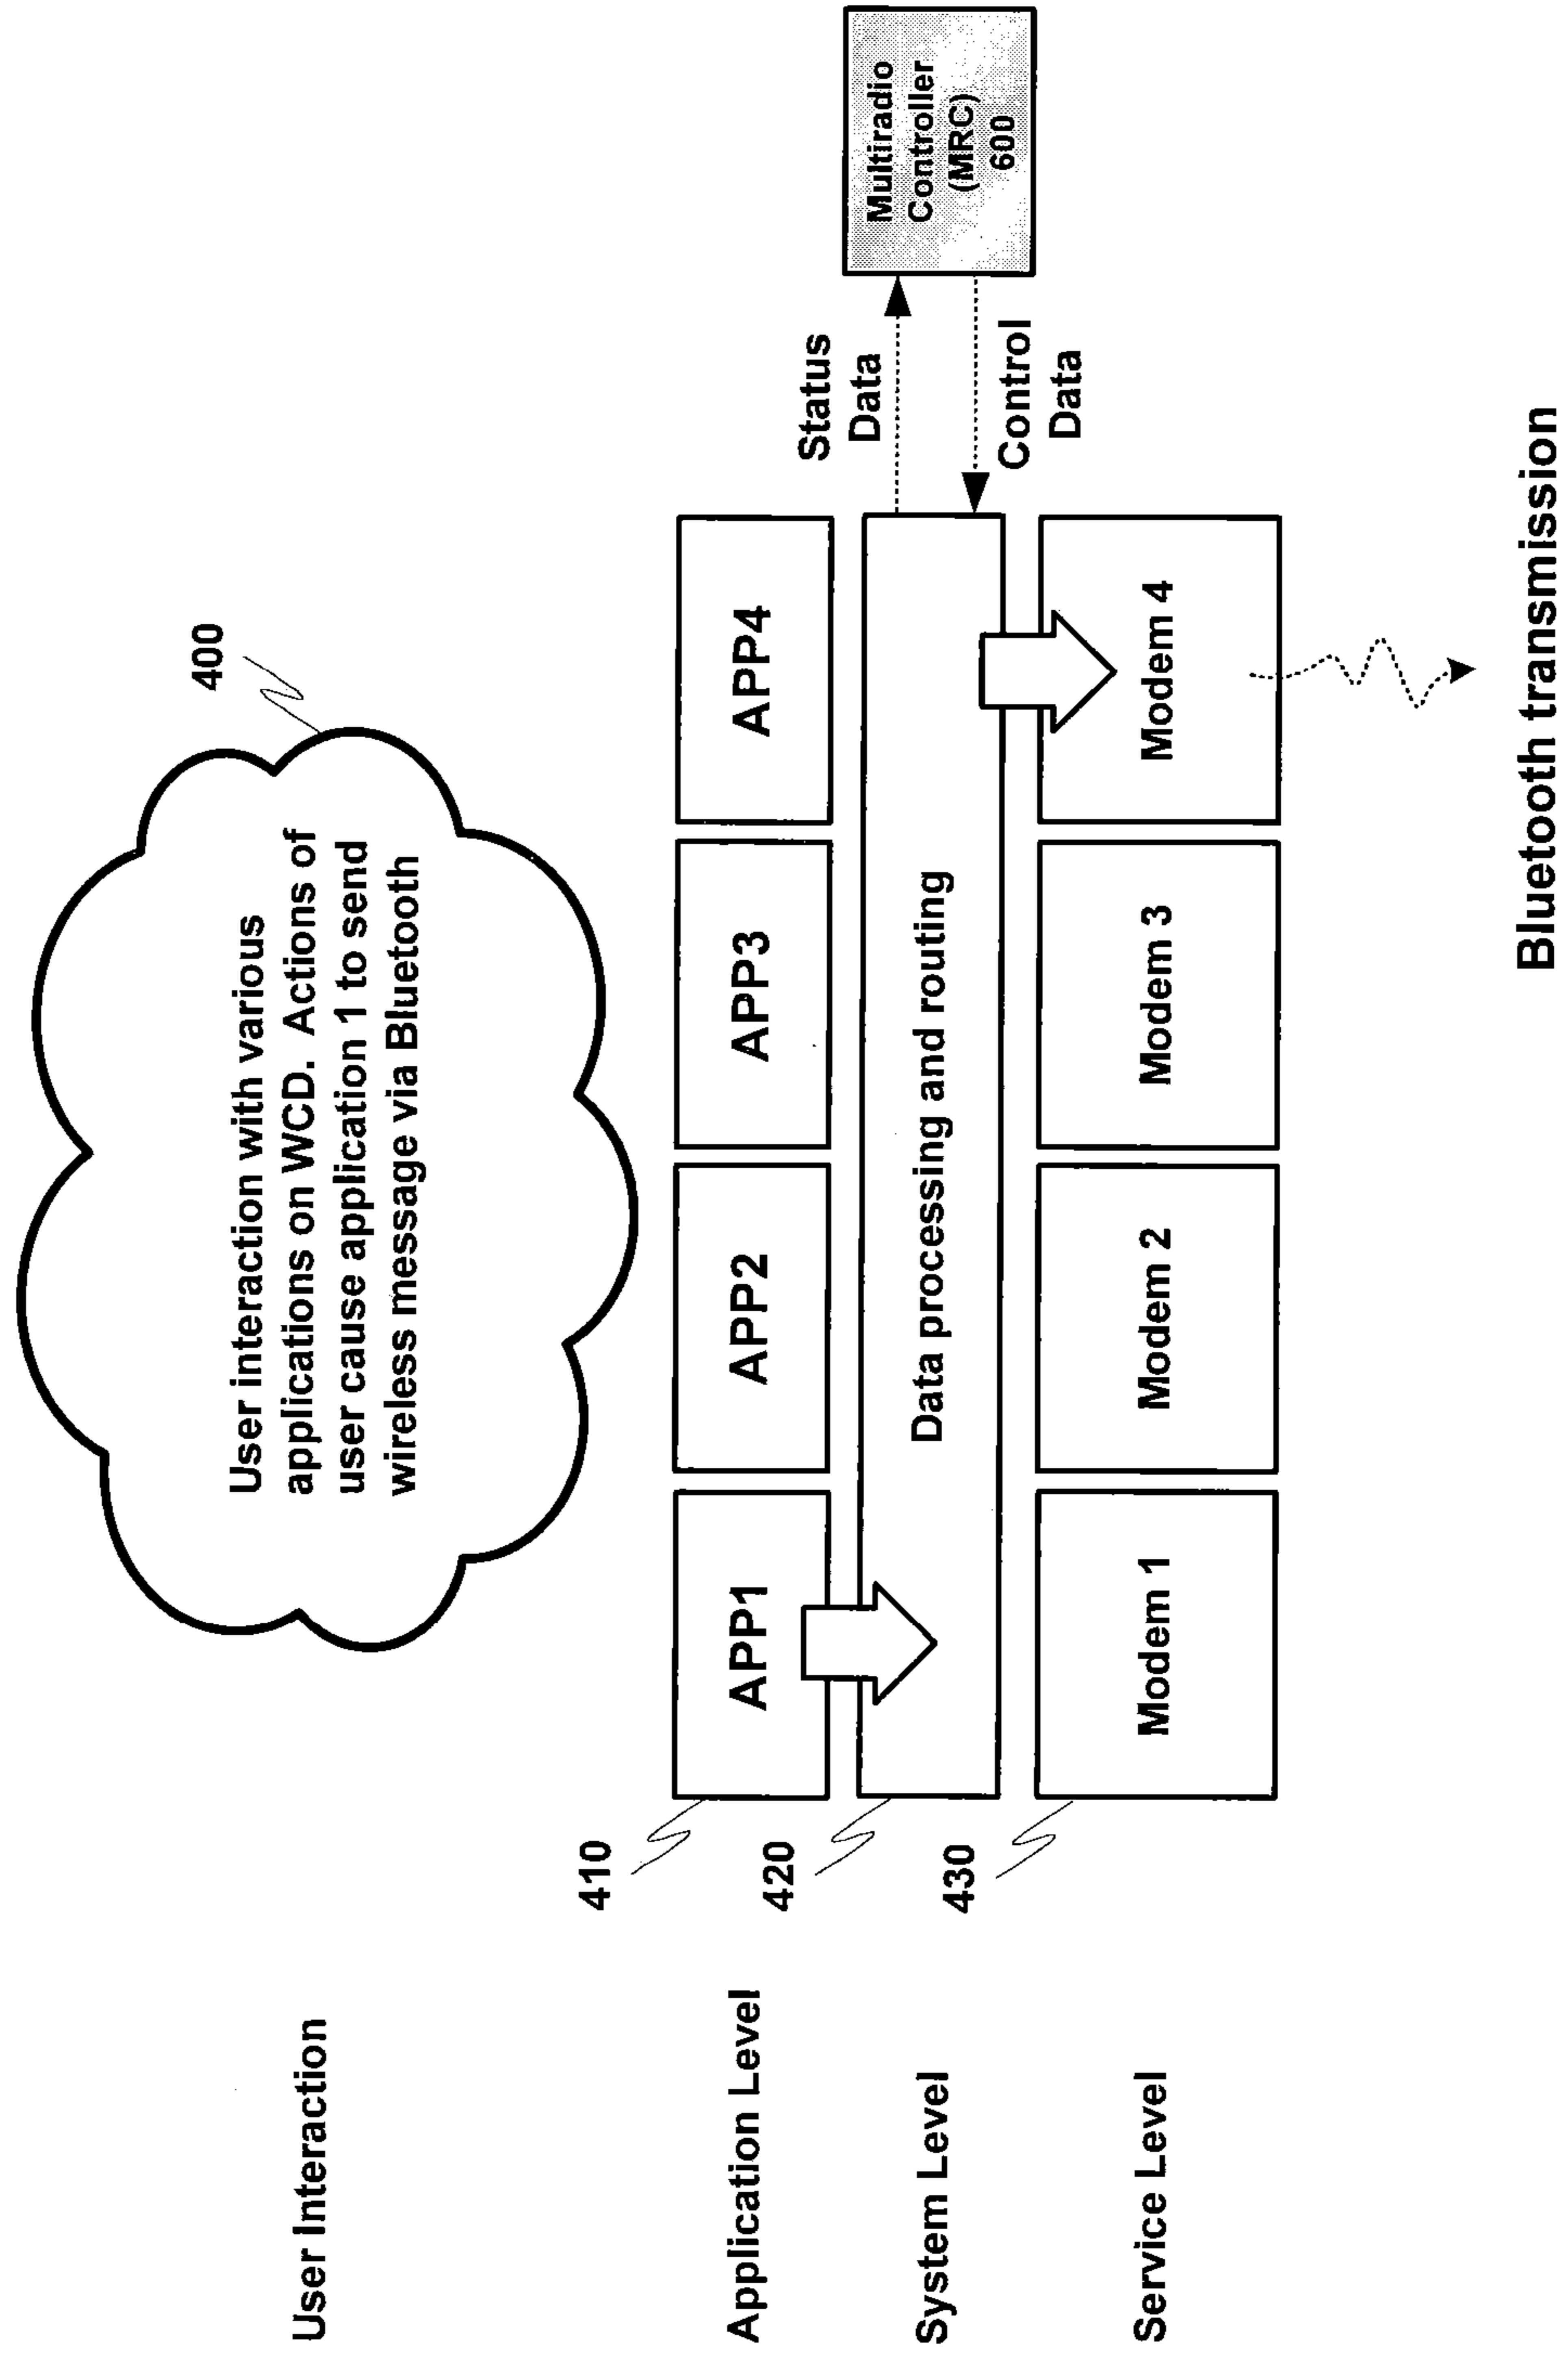 User Interaction
400
User interaction with various
applications on WCD.  Actions of
user cause application 1 to send
wireless message via Bluetooth
Application Level
410
APP1
APP2
APP3
APP4
System Level
420
Data processing and routing
Status
Data
Control
Data
Multiradio
Controller
(MRC)
600
Service Level
430
Modem 1
Modem 2
Modem 3
Modem 4
Bluetooth transmission